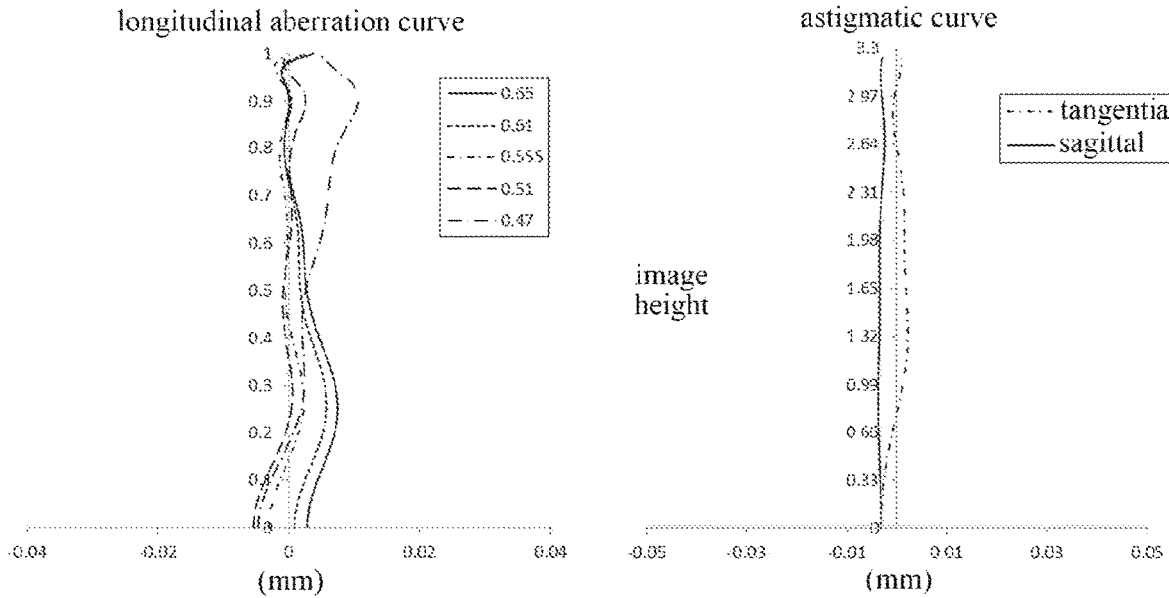 longitudinal aberration curve
1
0.9
0.8
0.7
0.6
0.5
0.4
0.3
0.2
0.1
0
-0.04 -0.02 0 0.02 0.04
(mm)
0.65
0.61
0.555
0.51
0.47
astigmatic curve
3.3
2.97
2.64
2.31
1.98
1.65
1.32
0.99
0.66
0.33
0
-0.05 -0.03 -0.01 0.01 0.03 0.05
(mm)
image
height
tangentia
sagittal